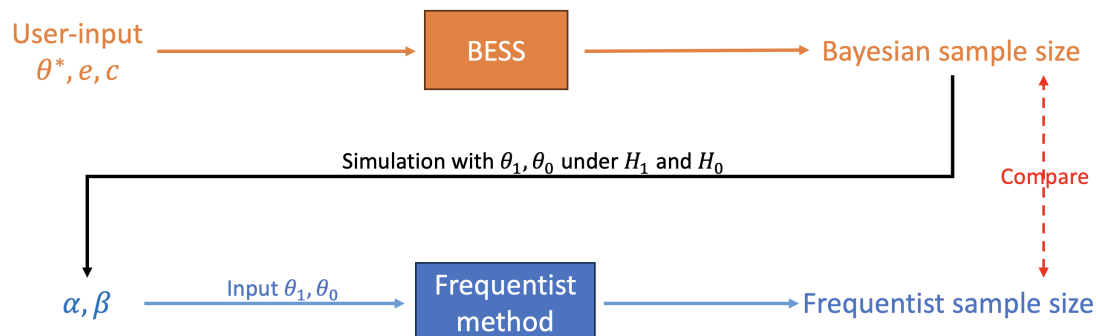 User-input
θ*, e, c
BESS
Bayesian sample size
Simulation with θ₁, θ₀ under H₁ and H₀
Compare
α, β
Input θ₁, θ₀
Frequentist
method
Frequentist sample size